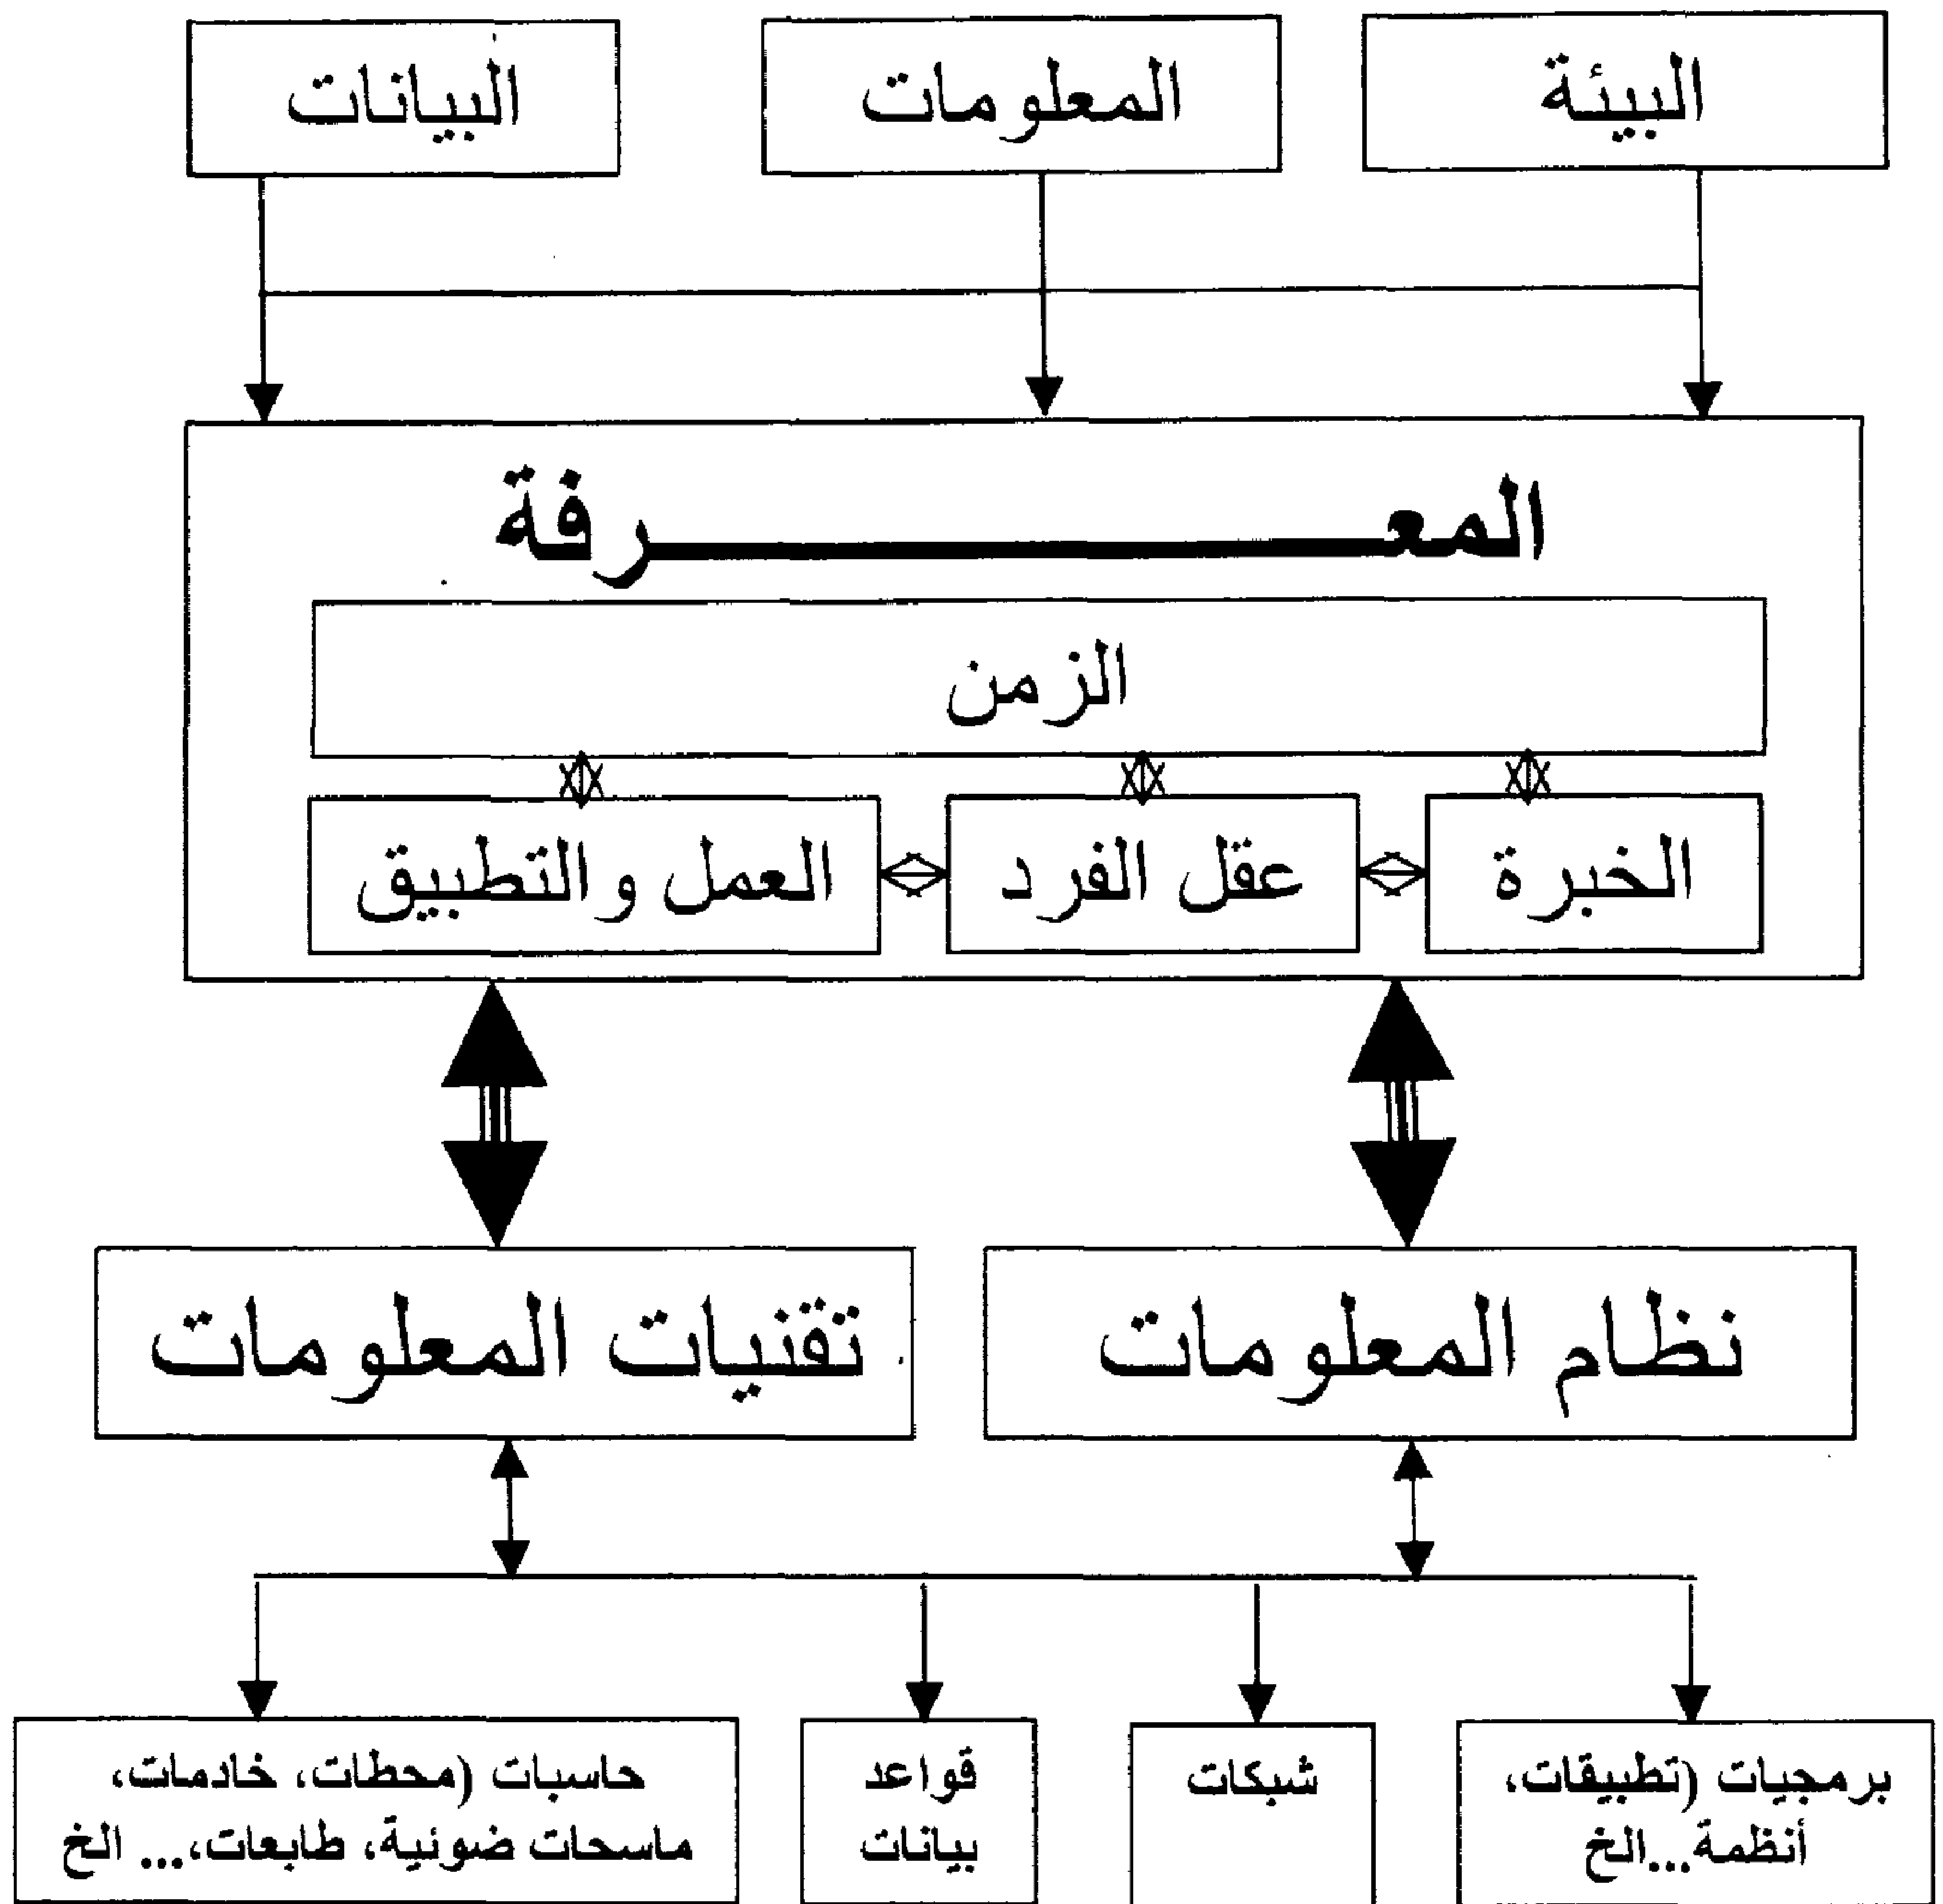 البيئة
المعلومات
البيانات
المعـــــــــــــرفة
الزمن
الخبرة
عقل الفرد
العمل والتطبيق
نظام المعلومات
تقنيات المعلومات
برمجيات (تطبيقات،
أنظمة...الخ
شبكات
قواعد
بيانات
حاسبات (محطات، خادمات،
ماسحات ضوئية، طابعات،... الخ